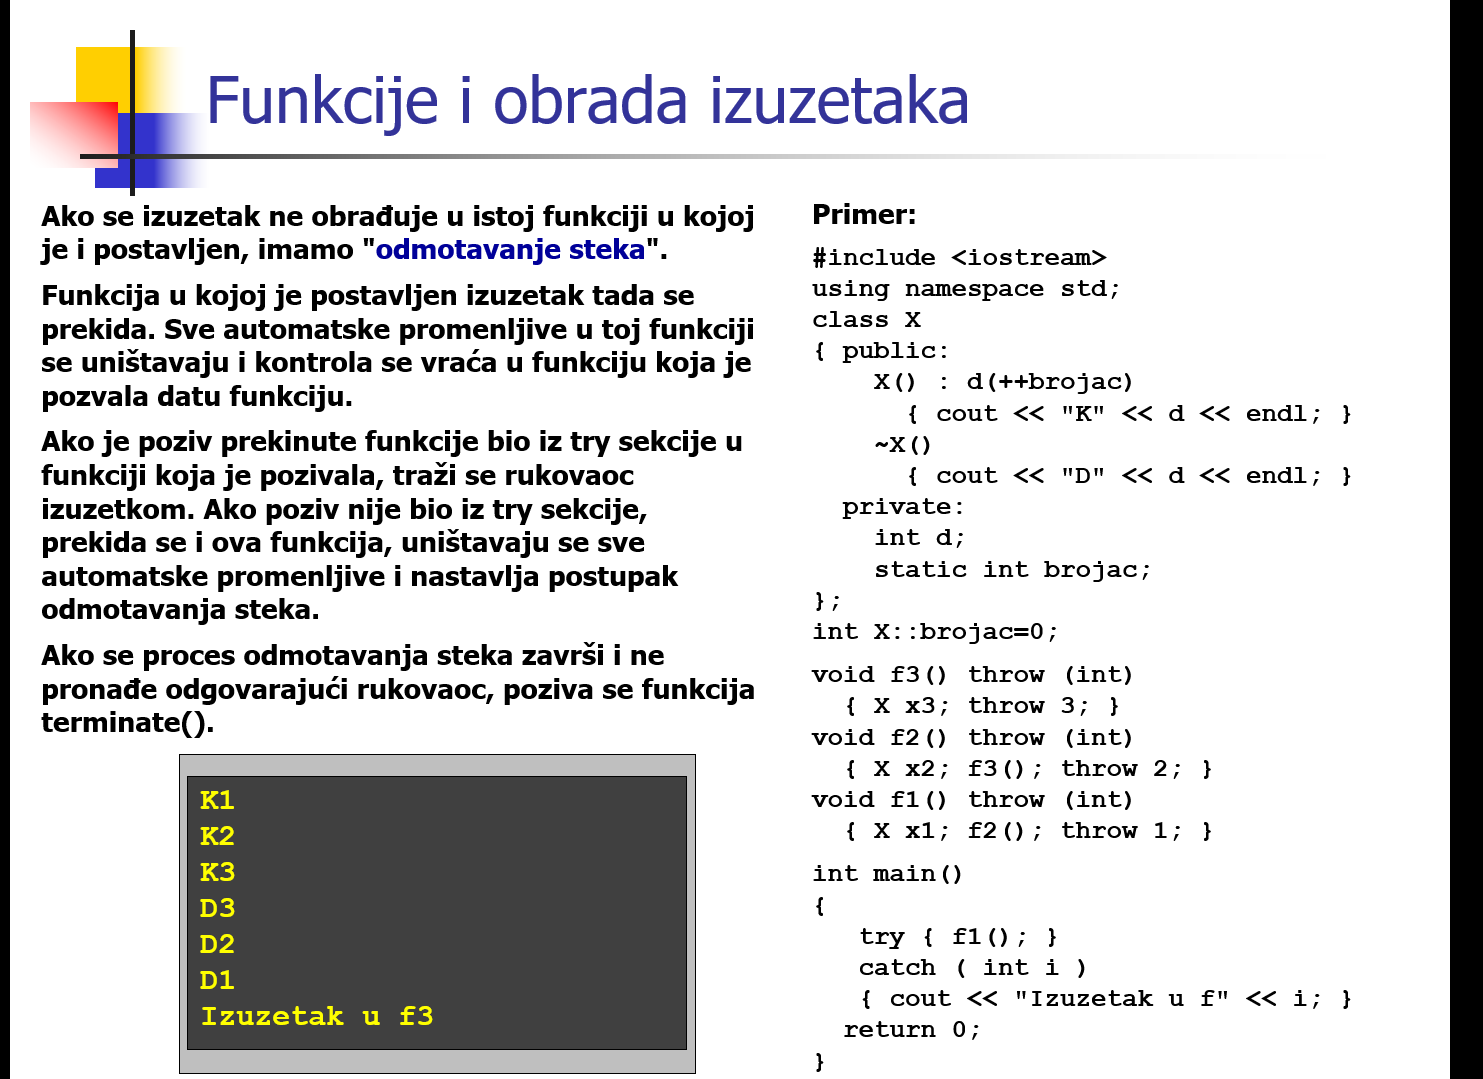 Funkcije i obrada izuzetaka
Ako se izuzetak ne obrađuje u istoj funkciji u kojoj
je i postavljen, imamo "odmotavanje steka".
Funkcija u kojoj je postavljen izuzetak tada se
prekida. Sve automatske promenljive u toj funkciji
se uništavaju i kontrola se vraća u funkciju koja je
pozvala datu funkciju.
Ako je poziv prekinute funkcije bio iz try sekcije u
funkciji koja je pozivala, traži se rukovaoc
izuzetkom. Ako poziv nije bio iz try sekcije,
prekida se i ova funkcija, uništavaju se sve
automatske promenljive i nastavlja postupak
odmotavanja steka.
Ako se proces odmotavanja steka završi i ne
pronađe odgovarajući rukovaoc, poziva se funkcija
terminate().
K1
K2
K3
D3
D2
D1
Izuzetak u f3
Primer:
#include <iostream>
using namespace std;
class X
{ public:
    X() : d(++brojac)
      { cout << "K" << d << endl; }
    ~X()
      { cout << "D" << d << endl; }
  private:
    int d;
    static int brojac;
};
int X::brojac=0;
void f3() throw (int)
  { X x3; throw 3; }
void f2() throw (int)
  { X x2; f3(); throw 2; }
void f1() throw (int)
  { X x1; f2(); throw 1; }
int main()
{
   try { f1(); }
   catch ( int i )
   { cout << "Izuzetak u f" << i; }
  return 0;
}